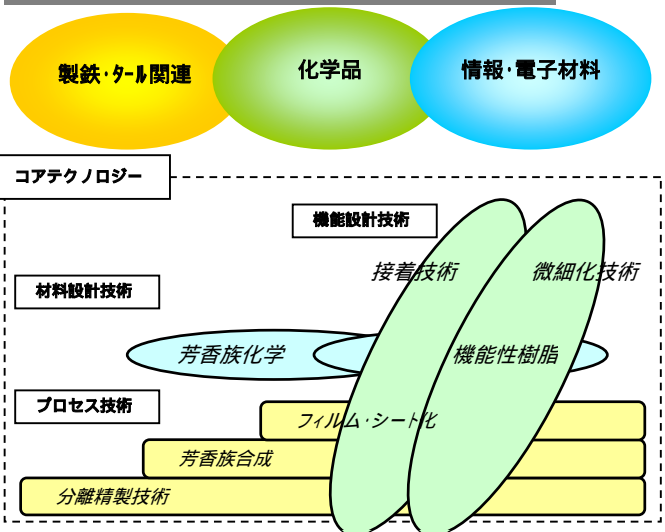 製鉄・タール関連
化学品
情報・電子材料
コアテクノロジー
機能設計技術
接着技術
微細化技術
材料設計技術
芳香族化学
機能性樹脂
プロセス技術
フィルム・シート化
芳香族合成
分離精製技術